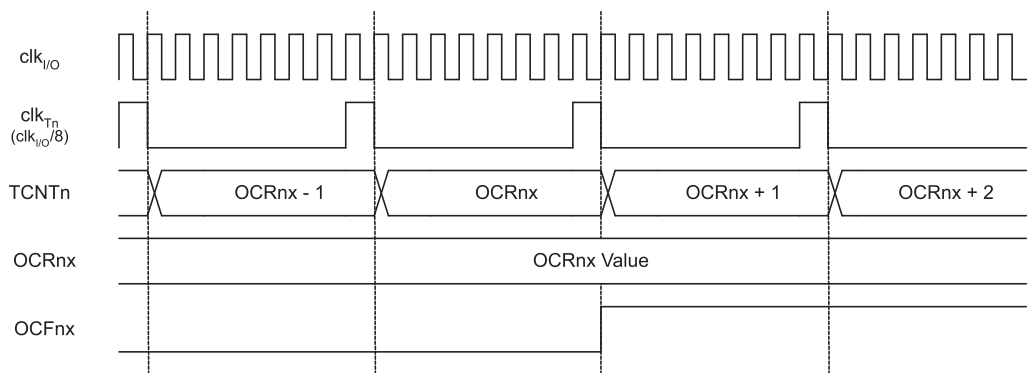 clkI/O
clkTn
(clkI/O/8)
TCNTn
OCRnx - 1
OCRnx
OCRnx + 1
OCRnx + 2
OCRnx
OCRnx Value
OCFnx